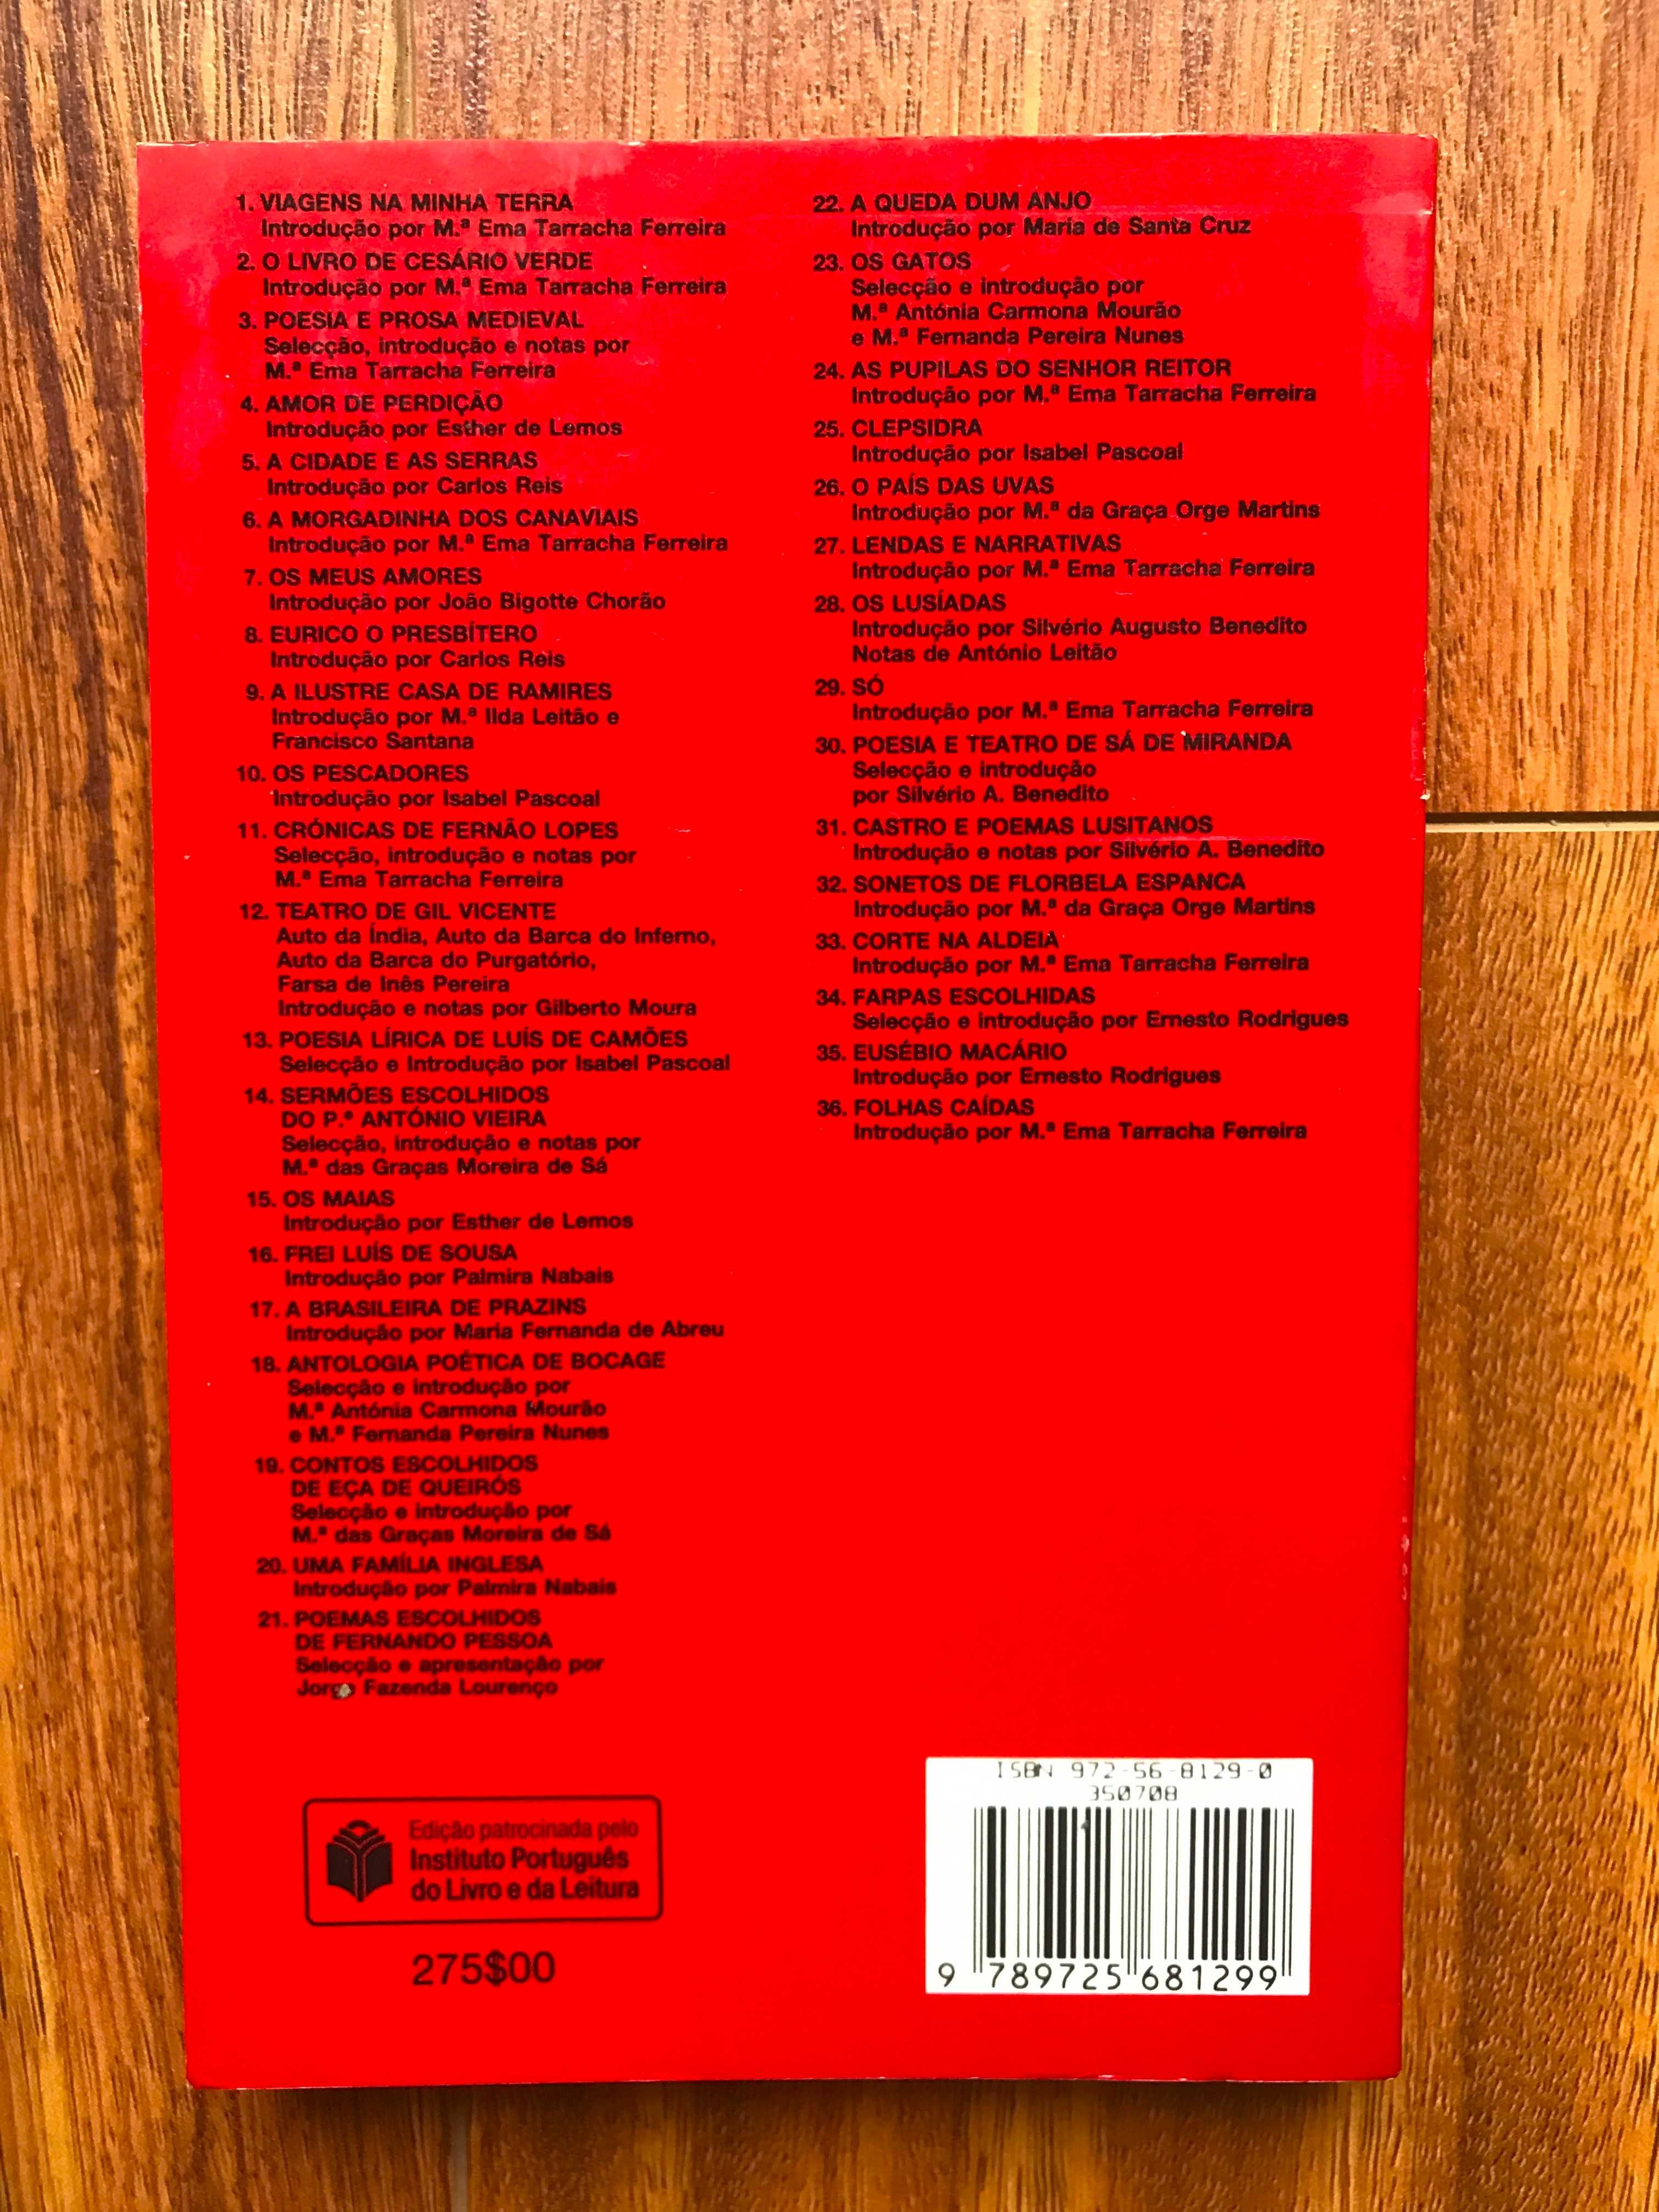 1. VIAGENS NA MINHA TERRA
Introdução por M.ª Ema Tarracha Ferreira
2. O LIVRO DE CESÁRIO VERDE
Introdução por M.ª Ema Tarracha Ferreira
3. POESIA E PROSA MEDIEVAL
Selecção, introdução e notas por
M.ª Ema Tarracha Ferreira
4. AMOR DE PERDIÇÃO
Introdução por Esther de Lemos
5. A CIDADE E AS SERRAS
Introdução por Carlos Reis
6. A MORGADINHA DOS CANAVIAIS
Introdução por M.ª Ema Tarracha Ferreira
7. OS MEUS AMORES
Introdução por João Bigotte Chorão
8. EURICO O PRESBÍTERO
Introdução por Carlos Reis
9. A ILUSTRE CASA DE RAMIRES
Introdução por M.ª Ilda Leitão e
Francisco Santana
10. OS PESCADORES
Introdução por Isabel Pascoal
11. CRÓNICAS DE FERNÃO LOPES
Selecção, introdução e notas por
M.ª Ema Tarracha Ferreira
12. TEATRO DE GIL VICENTE
Auto da Índia, Auto da Barca do Inferno,
Auto da Barca do Purgatório,
Farsa de Inês Pereira
Introdução e notas por Gilberto Moura
13. POESIA LÍRICA DE LUÍS DE CAMÕES
Selecção e Introdução por Isabel Pascoal
14. SERMÕES ESCOLHIDOS
DO P.e ANTÓNIO VIEIRA
Selecção, introdução e notas por
M.ª das Graças Moreira de Sá
15. OS MAIAS
Introdução por Esther de Lemos
16. FREI LUÍS DE SOUSA
Introdução por Palmira Nabais
17. A BRASILEIRA DE PRAZINS
Introdução por Maria Fernanda de Abreu
18. ANTOLOGIA POÉTICA DE BOCAGE
Selecção e introdução por
M.ª Antónia Carmona Mourão
e M.ª Fernanda Pereira Nunes
19. CONTOS ESCOLHIDOS
DE EÇA DE QUEIRÓS
Selecção e introdução por
M.ª das Graças Moreira de Sá
20. UMA FAMÍLIA INGLESA
Introdução por Palmira Nabais
21. POEMAS ESCOLHIDOS
DE FERNANDO PESSOA
Selecção e apresentação por
Jorge Fazenda Lourenço
22. A QUEDA DUM ANJO
Introdução por Maria de Santa Cruz
23. OS GATOS
Selecção e introdução por
M.ª Antónia Carmona Mourão
e M.ª Fernanda Pereira Nunes
24. AS PUPILAS DO SENHOR REITOR
Introdução por M.ª Ema Tarracha Ferreira
25. CLEPSIDRA
Introdução por Isabel Pascoal
26. O PAÍS DAS UVAS
Introdução por M.ª da Graça Orge Martins
27. LENDAS E NARRATIVAS
Introdução por M.ª Ema Tarracha Ferreira
28. OS LUSÍADAS
Introdução por Silvério Augusto Benedito
Notas de António Leitão
29. SÓ
Introdução por M.ª Ema Tarracha Ferreira
30. POESIA E TEATRO DE SÁ DE MIRANDA
Selecção e introdução
por Silvério A. Benedito
31. CASTRO E POEMAS LUSITANOS
Introdução e notas por Silvério A. Benedito
32. SONETOS DE FLORBELA ESPANCA
Introdução por M.ª da Graça Orge Martins
33. CORTE NA ALDEIA
Introdução por M.ª Ema Tarracha Ferreira
34. FARPAS ESCOLHIDAS
Selecção e introdução por Ernesto Rodrigues
35. EUSÉBIO MACÁRIO
Introdução por Ernesto Rodrigues
36. FOLHAS CAÍDAS
Introdução por M.ª Ema Tarracha Ferreira
Edição patrocinada pelo
Instituto Português
do Livro e da Leitura
275$00
ISBN 972-56-8129-0
350708
9 789725 681299